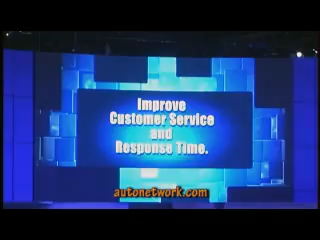 Improve
Customer Service
and
Response Time.
autonetwork.com